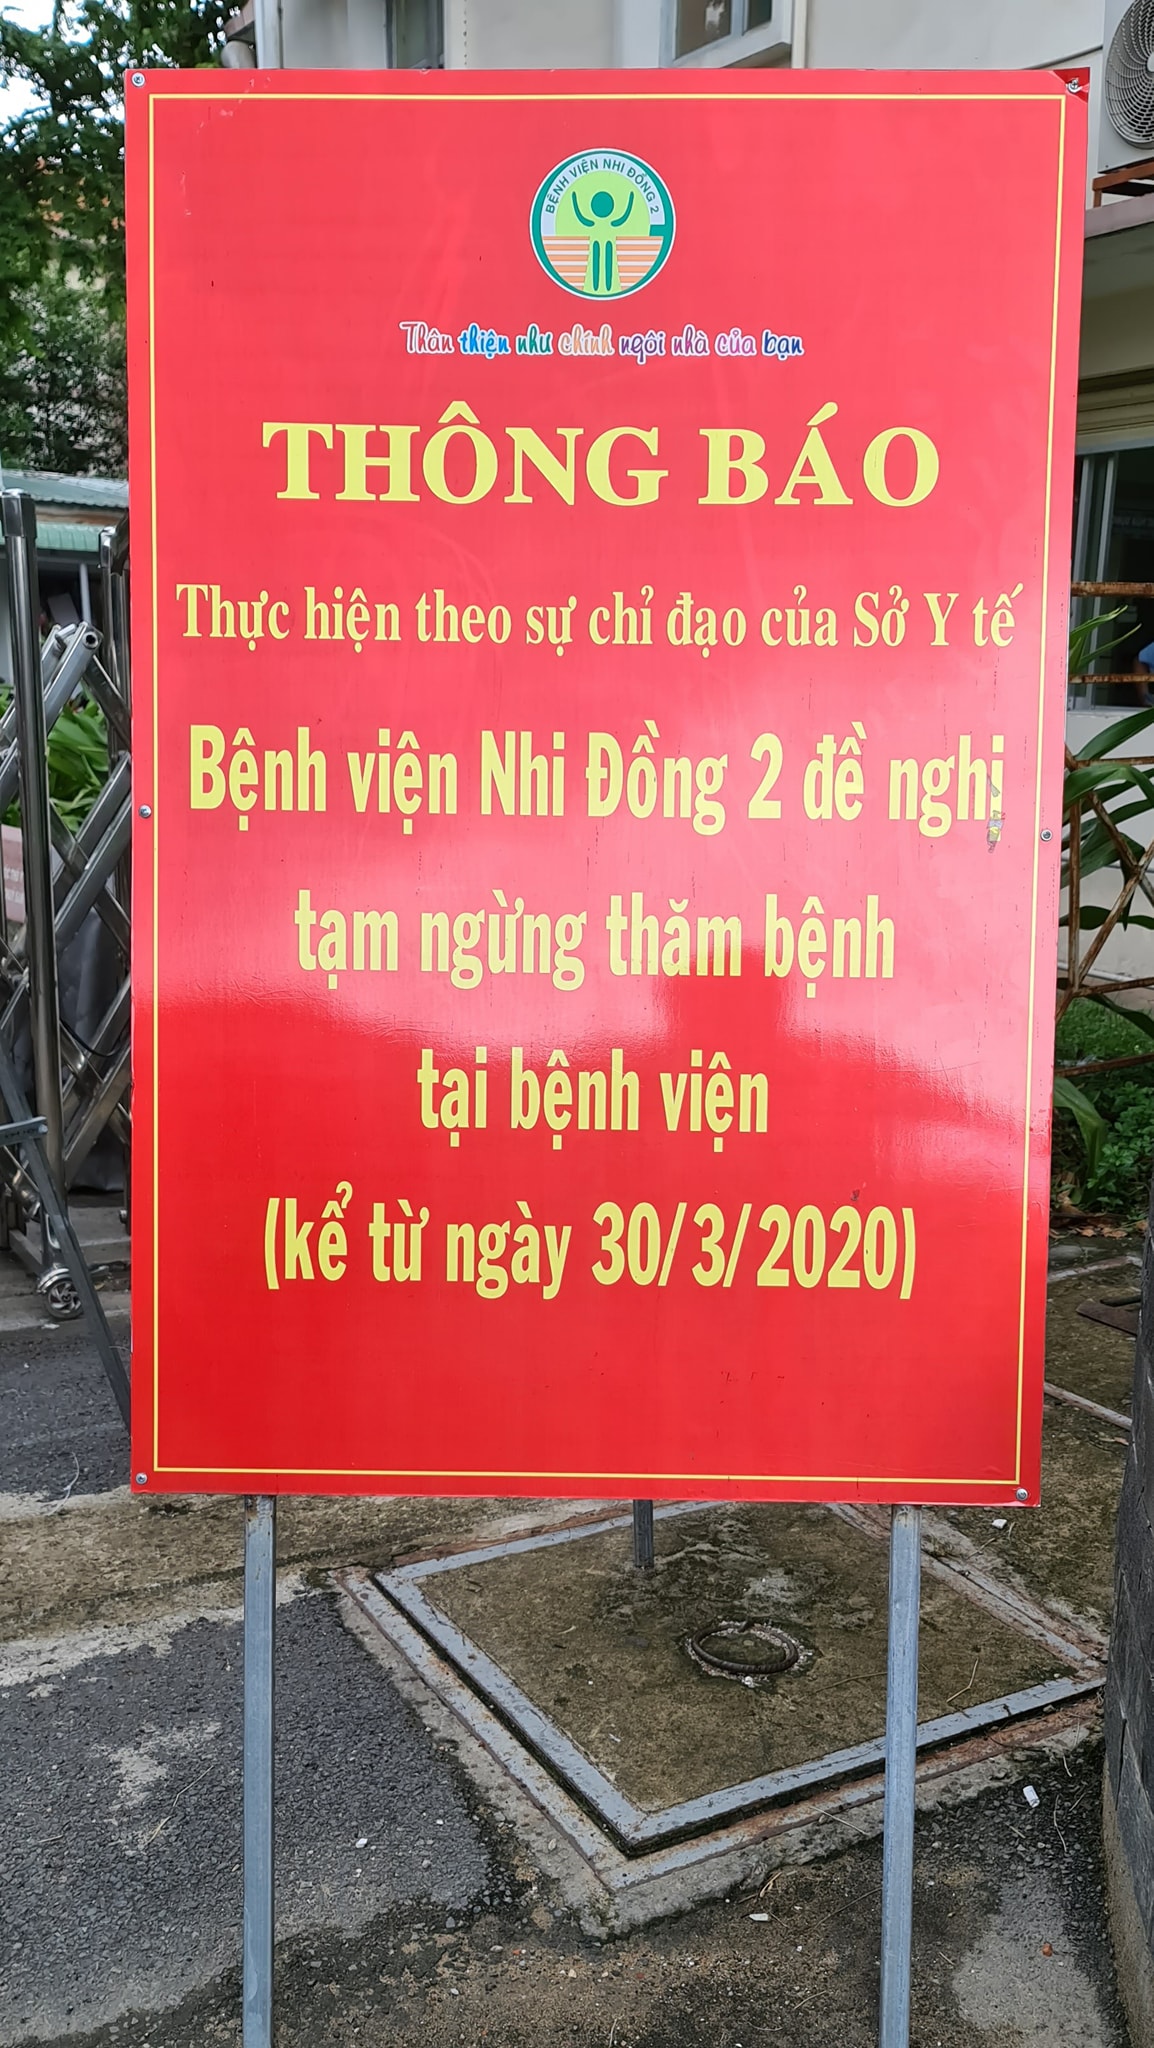 BỆNH VIỆN NHI ĐỒNG 2
Thân thiện như chính ngôi nhà của bạn
THÔNG BÁO
Thực hiện theo sự chỉ đạo của Sở Y tế
Bệnh viện Nhi Đồng 2 đề nghị
tạm ngừng thăm bệnh
tại bệnh viện
(kể từ ngày 30/3/2020)